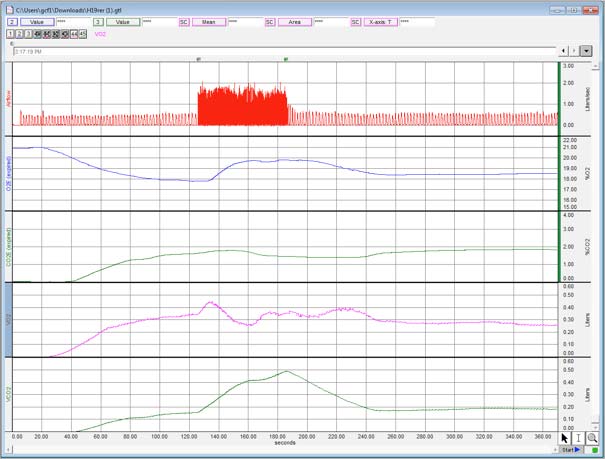 C:\Users\gcf1\Downloads\H19rer (1).gtl
2 Value **** 3 Value **** SC Mean **** SC Area **** SC X-axis: T ****
1 2 3 44 45 VO2
2:17:19 PM
Airflow
3.00
2.00
1.00
0.00
Liters/sec
O2E (expired)
22.00
21.00
20.00
19.00
18.00
17.00
16.00
15.00
%O2
CO2E (expired)
4.00
3.00
2.00
1.00
0.00
%CO2
VO2
0.60
0.50
0.40
0.30
0.20
0.10
0.00
Liters
VCO2
0.60
0.50
0.40
0.30
0.20
0.10
0.00
Liters
0.00 20.00 40.00 60.00 80.00 100.00 120.00 140.00 160.00 180.00 200.00 220.00 240.00 260.00 280.00 300.00 320.00 340.00 360.00
seconds
Start